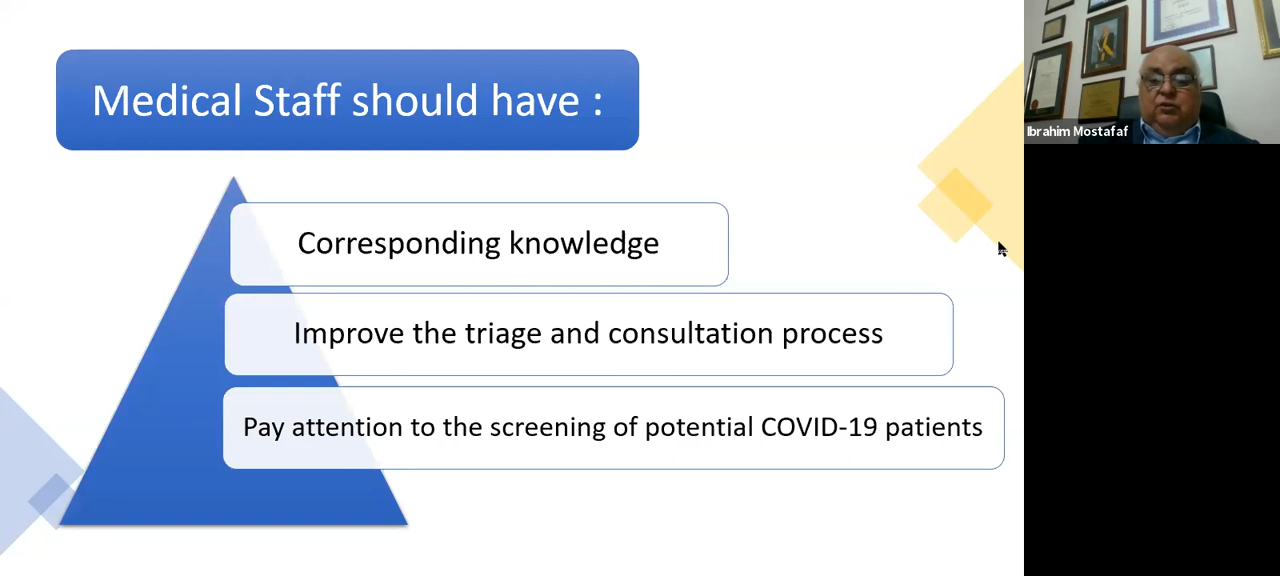 Medical Staff should have :
Corresponding knowledge
Improve the triage and consultation process
Pay attention to the screening of potential COVID-19 patients
Ibrahim Mostafaf